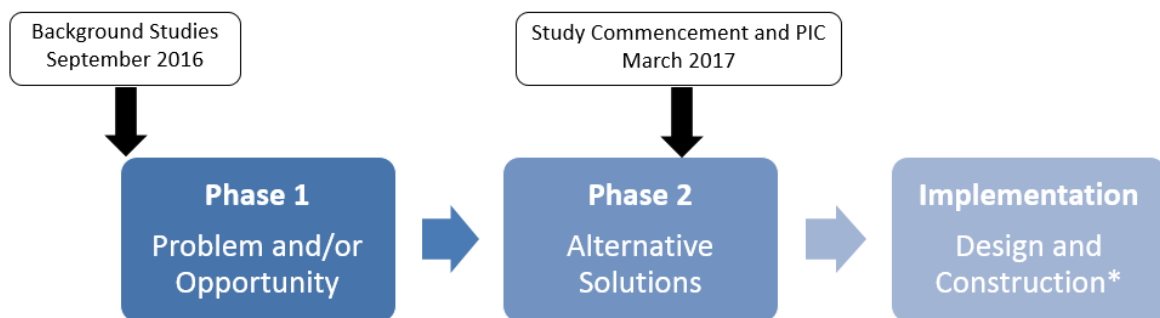 Background Studies
September 2016
Study Commencement and PIC
March 2017
Phase 1
Problem and/or
Opportunity
Phase 2
Alternative
Solutions
Implementation
Design and
Construction*